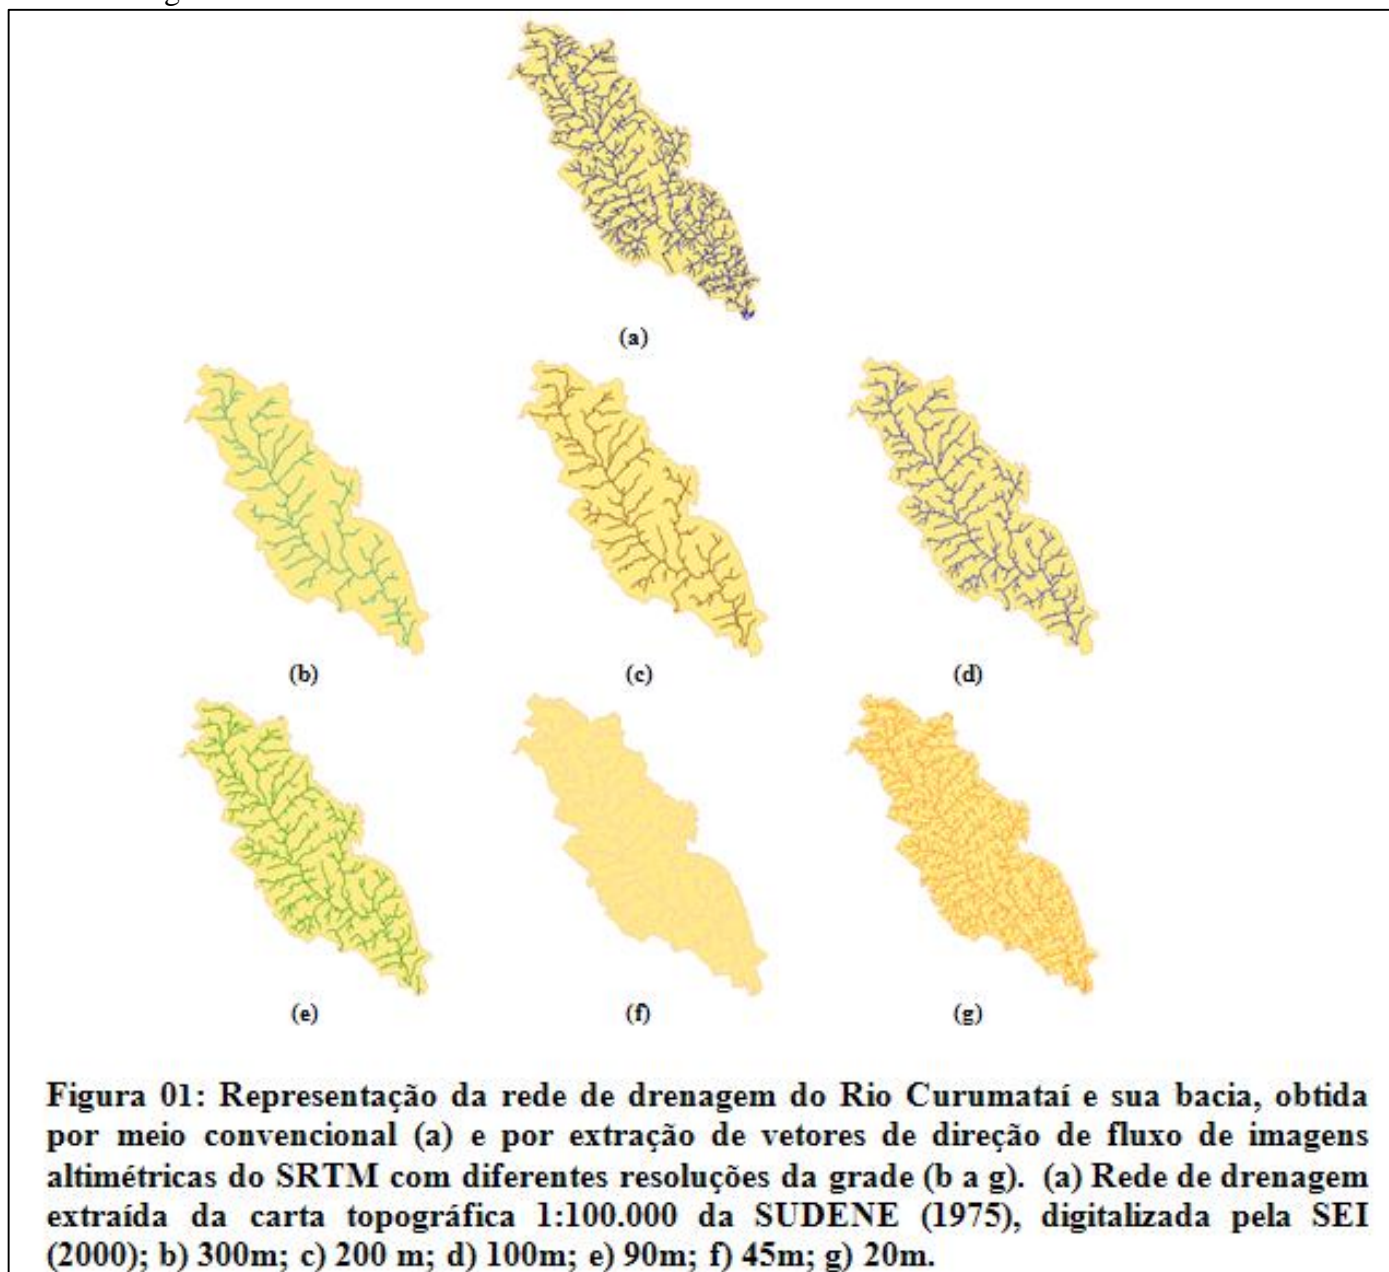 (a)
(b) (c) (d)
(e) (f) (g)
Figura 01: Representação da rede de drenagem do Rio Curumataí e sua bacia, obtida
por meio convencional (a) e por extração de vetores de direção de fluxo de imagens
altimétricas do SRTM com diferentes resoluções da grade (b a g). (a) Rede de drenagem
extraída da carta topográfica 1:100.000 da SUDENE (1975), digitalizada pela SEI
(2000); b) 300m; c) 200 m; d) 100m; e) 90m; f) 45m; g) 20m.